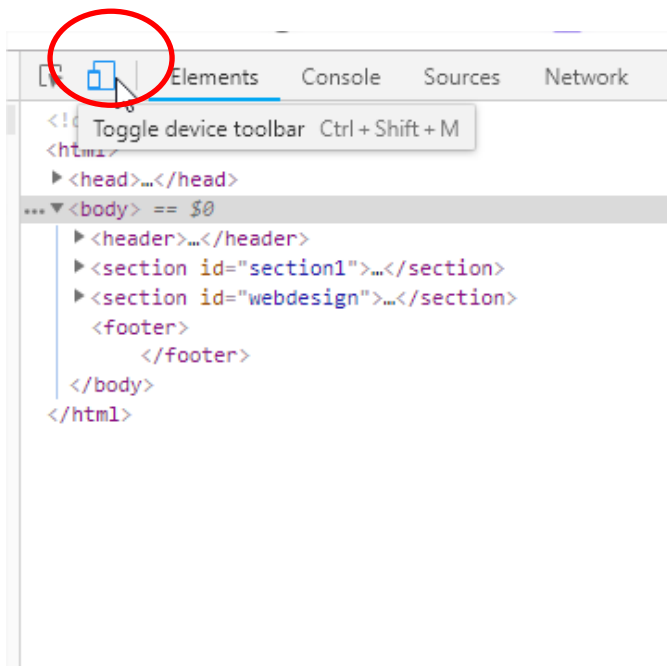 Elements Console Sources Network
<!
Toggle device toolbar Ctrl + Shift + M
<html>
▶<head>…</head>
…▼<body> == $0
▶<header>…</header>
▶<section id="section1">…</section>
▶<section id="webdesign">…</section>
<footer>
</footer>
</body>
</html>